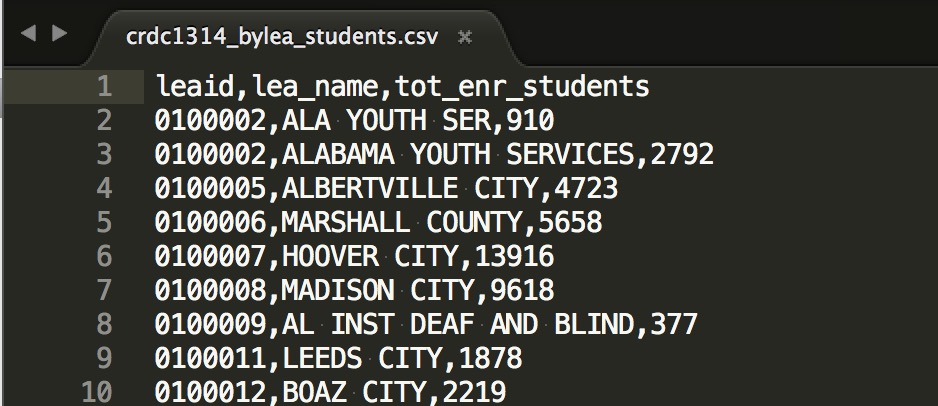 crdc1314_bylea_students.csv
1 leaid,lea_name,tot_enr_students
2 0100002,ALA YOUTH SER,910
3 0100002,ALABAMA YOUTH SERVICES,2792
4 0100005,ALBERTVILLE CITY,4723
5 0100006,MARSHALL COUNTY,5658
6 0100007,HOOVER CITY,13916
7 0100008,MADISON CITY,9618
8 0100009,AL INST DEAF AND BLIND,377
9 0100011,LEEDS CITY,1878
10 0100012,BOAZ CITY,2219